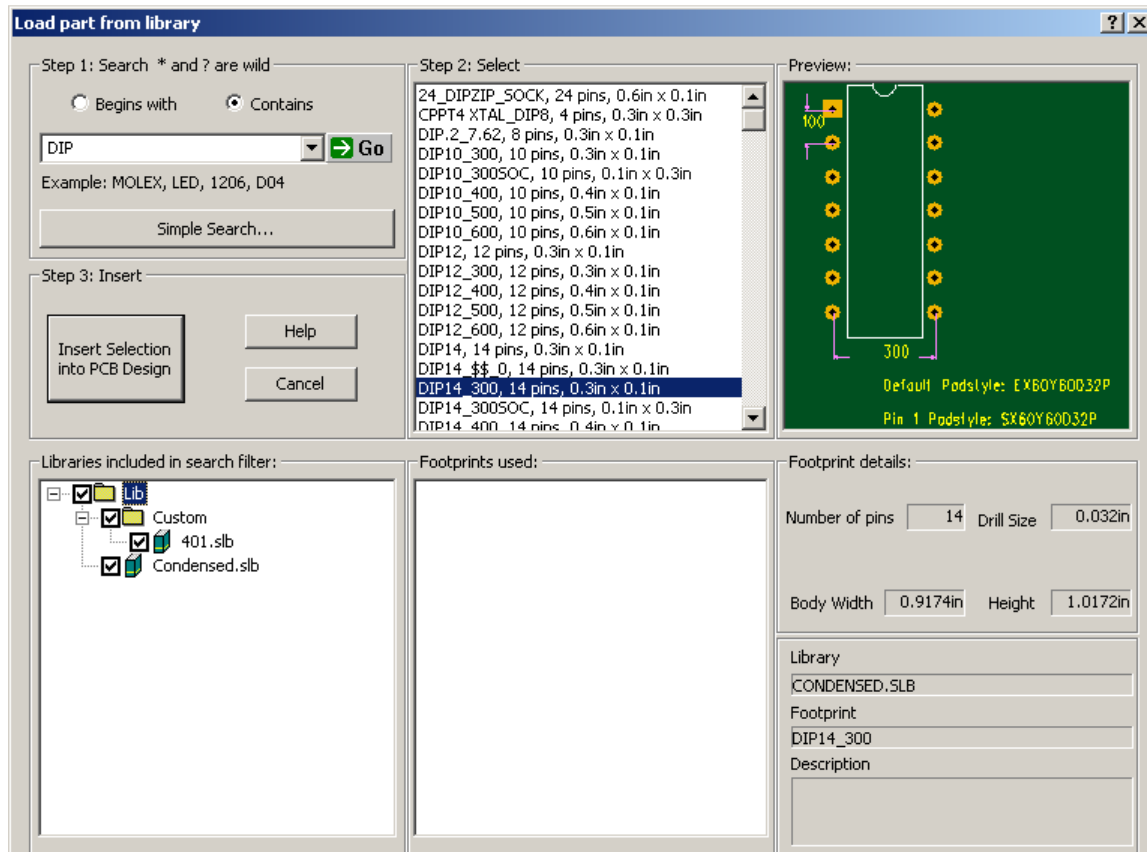 Load part from library
Step 1: Search * and ? are wild
Begins with
Contains
DIP
Go
Example: MOLEX, LED, 1206, D04
Simple Search...
Step 3: Insert
Insert Selection
into PCB Design
Help
Cancel
Step 2: Select
24_DIPZIP_SOCK, 24 pins, 0.6in x 0.1in
CPPT4 XTAL_DIP8, 4 pins, 0.3in x 0.3in
DIP.2_7.62, 8 pins, 0.3in x 0.1in
DIP10_300, 10 pins, 0.3in x 0.1in
DIP10_300SOC, 10 pins, 0.1in x 0.3in
DIP10_400, 10 pins, 0.4in x 0.1in
DIP10_500, 10 pins, 0.5in x 0.1in
DIP10_600, 10 pins, 0.6in x 0.1in
DIP12, 12 pins, 0.3in x 0.1in
DIP12_300, 12 pins, 0.3in x 0.1in
DIP12_400, 12 pins, 0.4in x 0.1in
DIP12_500, 12 pins, 0.5in x 0.1in
DIP12_600, 12 pins, 0.6in x 0.1in
DIP14, 14 pins, 0.3in x 0.1in
DIP14_$$_0, 14 pins, 0.3in x 0.1in
DIP14_300, 14 pins, 0.3in x 0.1in
DIP14_300SOC, 14 pins, 0.1in x 0.3in
DIP14_400, 14 pins, 0.4in x 0.1in
Preview:
100
300
Default Padstyle: EX60Y60D32P
Pin 1 Padstyle: SX60Y60D32P
Libraries included in search filter:
Lib
Custom
401.slb
Condensed.slb
Footprints used:
Footprint details:
Number of pins 14 Drill Size 0.032in
Body Width 0.9174in Height 1.0172in
Library
CONDENSED.SLB
Footprint
DIP14_300
Description